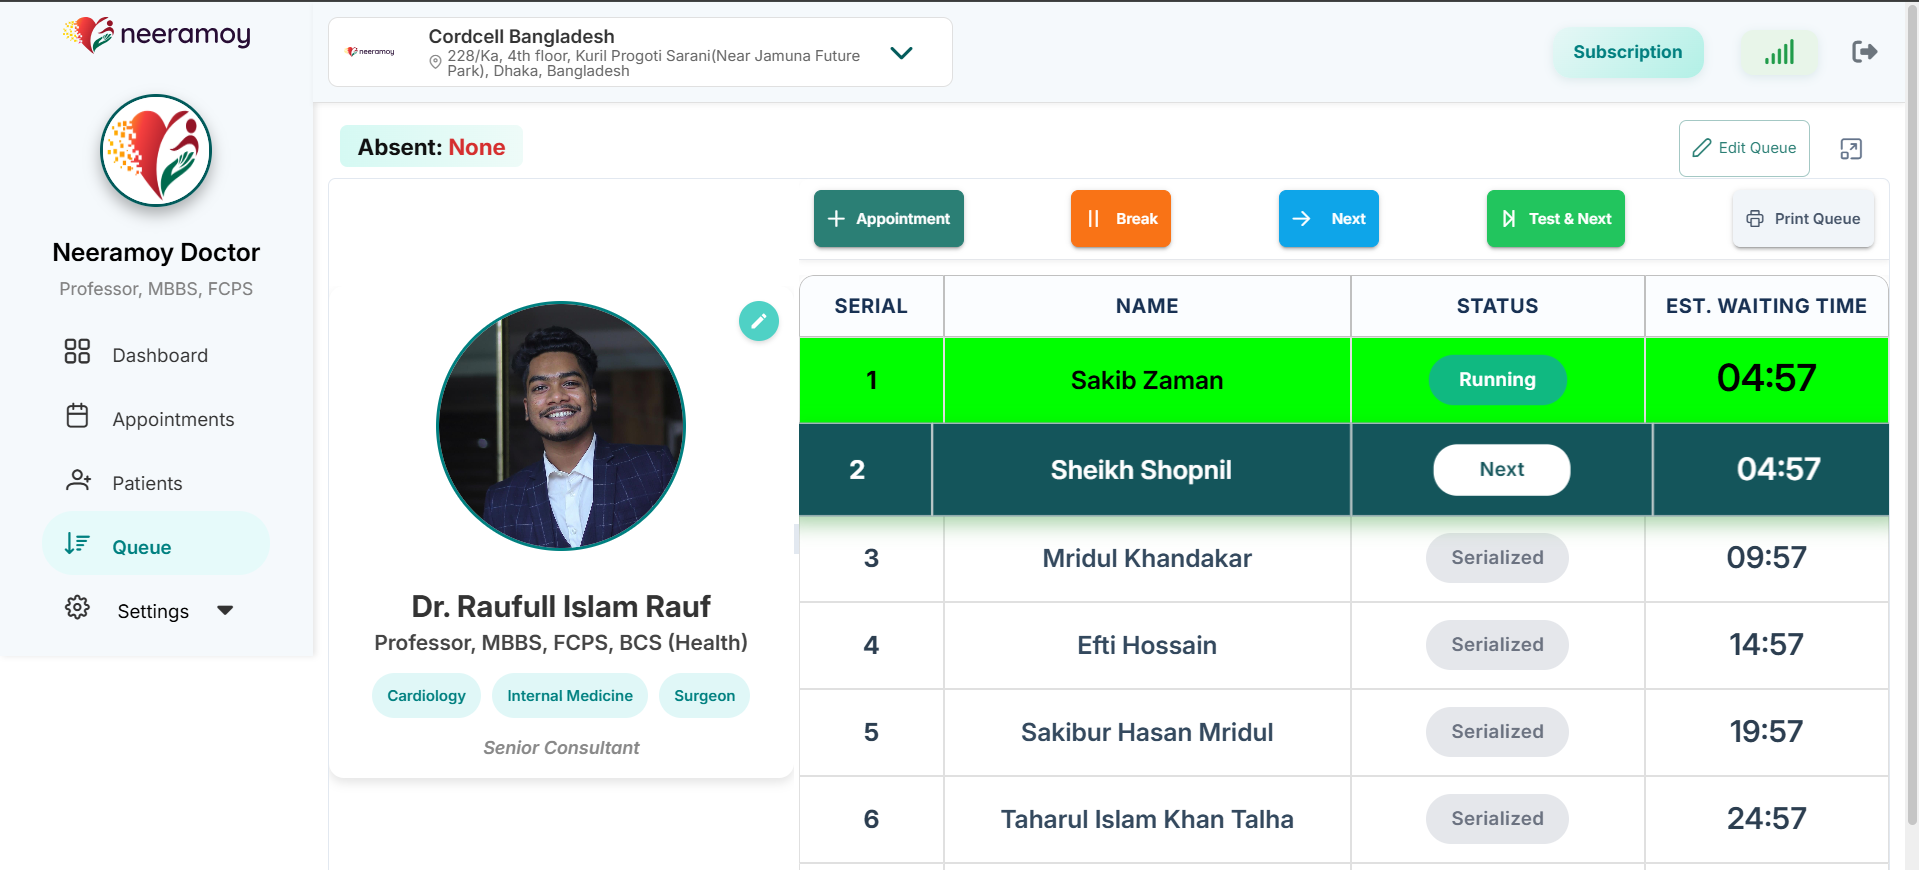 neeramoy
Neeramoy Doctor
Professor, MBBS, FCPS
Dashboard
Appointments
Patients
Queue
Settings
neeramoy
Cordcell Bangladesh
228/Ka, 4th floor, Kuril Progoti Sarani(Near Jamuna Future
Park), Dhaka, Bangladesh
Subscription
Absent: None
Edit Queue
Appointment
Break
Next
Test & Next
Print Queue
Dr. Raufull Islam Rauf
Professor, MBBS, FCPS, BCS (Health)
Cardiology Internal Medicine Surgeon
Senior Consultant
SERIAL NAME STATUS EST. WAITING TIME
1 Sakib Zaman Running 04:57
2 Sheikh Shopnil Next 04:57
3 Mridul Khandakar Serialized 09:57
4 Efti Hossain Serialized 14:57
5 Sakibur Hasan Mridul Serialized 19:57
6 Taharul Islam Khan Talha Serialized 24:57